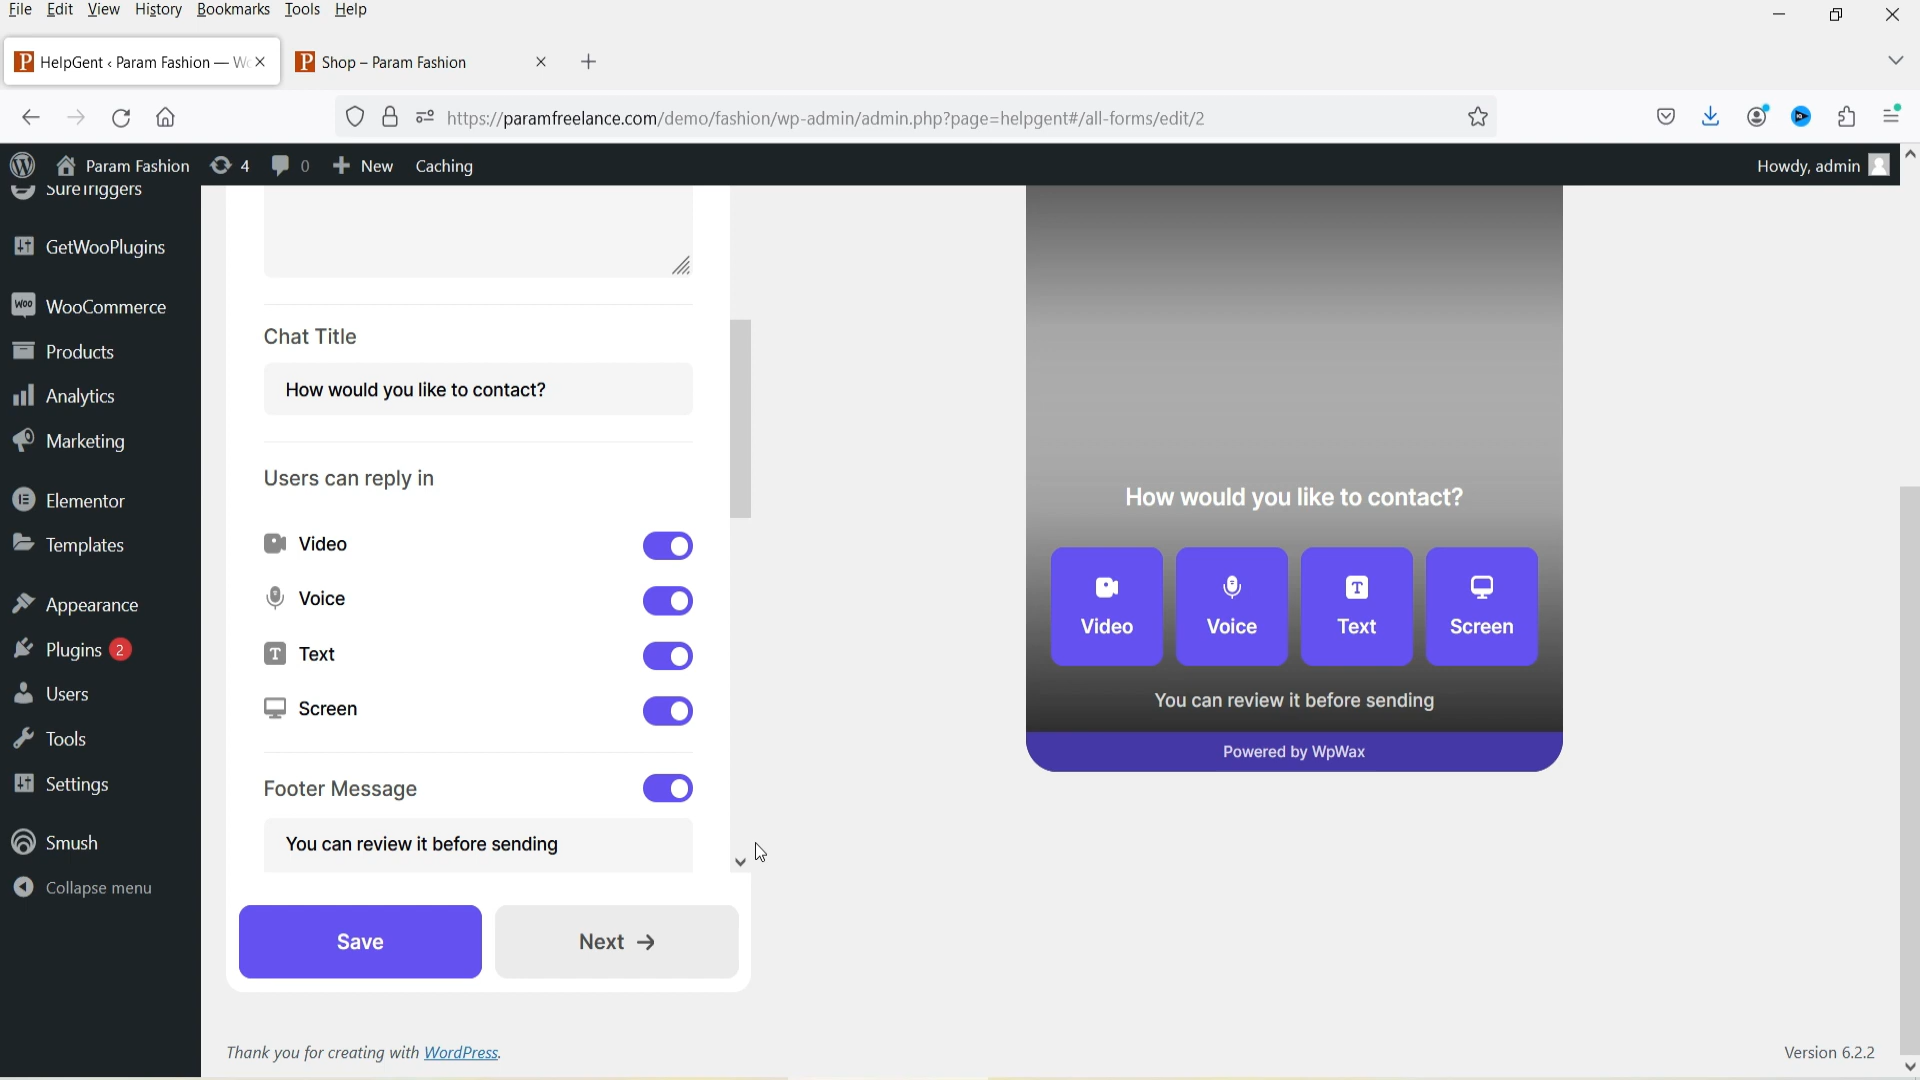 File Edit View History Bookmarks Tools Help
HelpGent ‹ Param Fashion — Wo
Shop – Param Fashion
https://paramfreelance.com/demo/fashion/wp-admin/admin.php?page=helpgent#/all-forms/edit/2
Param Fashion 4 0 New Caching
Howdy, admin
SureTriggers
GetWooPlugins
WooCommerce
Products
Analytics
Marketing
Elementor
Templates
Appearance
Plugins 2
Users
Tools
Settings
Smush
Collapse menu
Chat Title
How would you like to contact?
Users can reply in
Video
Voice
Text
Screen
Footer Message
You can review it before sending
Save
Next →
How would you like to contact?
Video Voice Text Screen
You can review it before sending
Powered by WpWax
Thank you for creating with WordPress.
Version 6.2.2